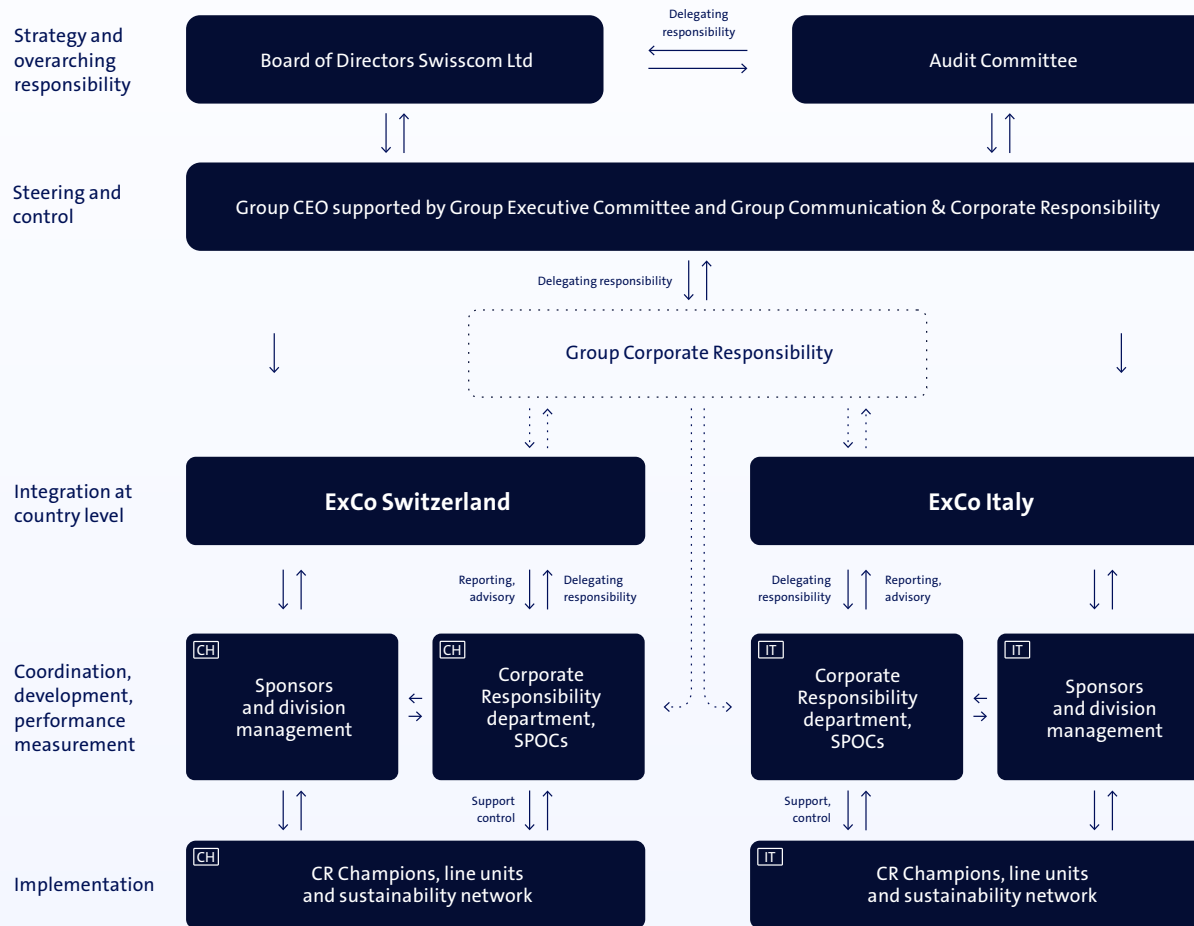 Strategy and
overarching
responsibility
Board of Directors Swisscom Ltd
Delegating
responsibility
Audit Committee
Steering and
control
Group CEO supported by Group Executive Committee and Group Communication & Corporate Responsibility
Delegating responsibility
Group Corporate Responsibility
Integration at
country level
ExCo Switzerland
ExCo Italy
Reporting,
advisory
Delegating
responsibility
Delegating
responsibility
Reporting,
advisory
Coordination,
development,
performance
measurement
CH
Sponsors
and division
management
CH
Corporate
Responsibility
department,
SPOCs
IT
Corporate
Responsibility
department,
SPOCs
IT
Sponsors
and division
management
Support
control
Support,
control
Implementation
CH
CR Champions, line units
and sustainability network
IT
CR Champions, line units
and sustainability network